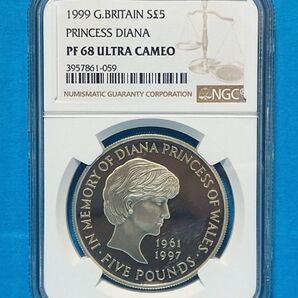 1999 G.BRITAIN S£5
PRINCESS DIANA
PF 68 ULTRA CAMEO
3957861-059
NUMISMATIC GUARANTY CORPORATION
NGC
IN MEMORY OF DIANA PRINCESS OF WALES
1961
1997
FIVE POUNDS